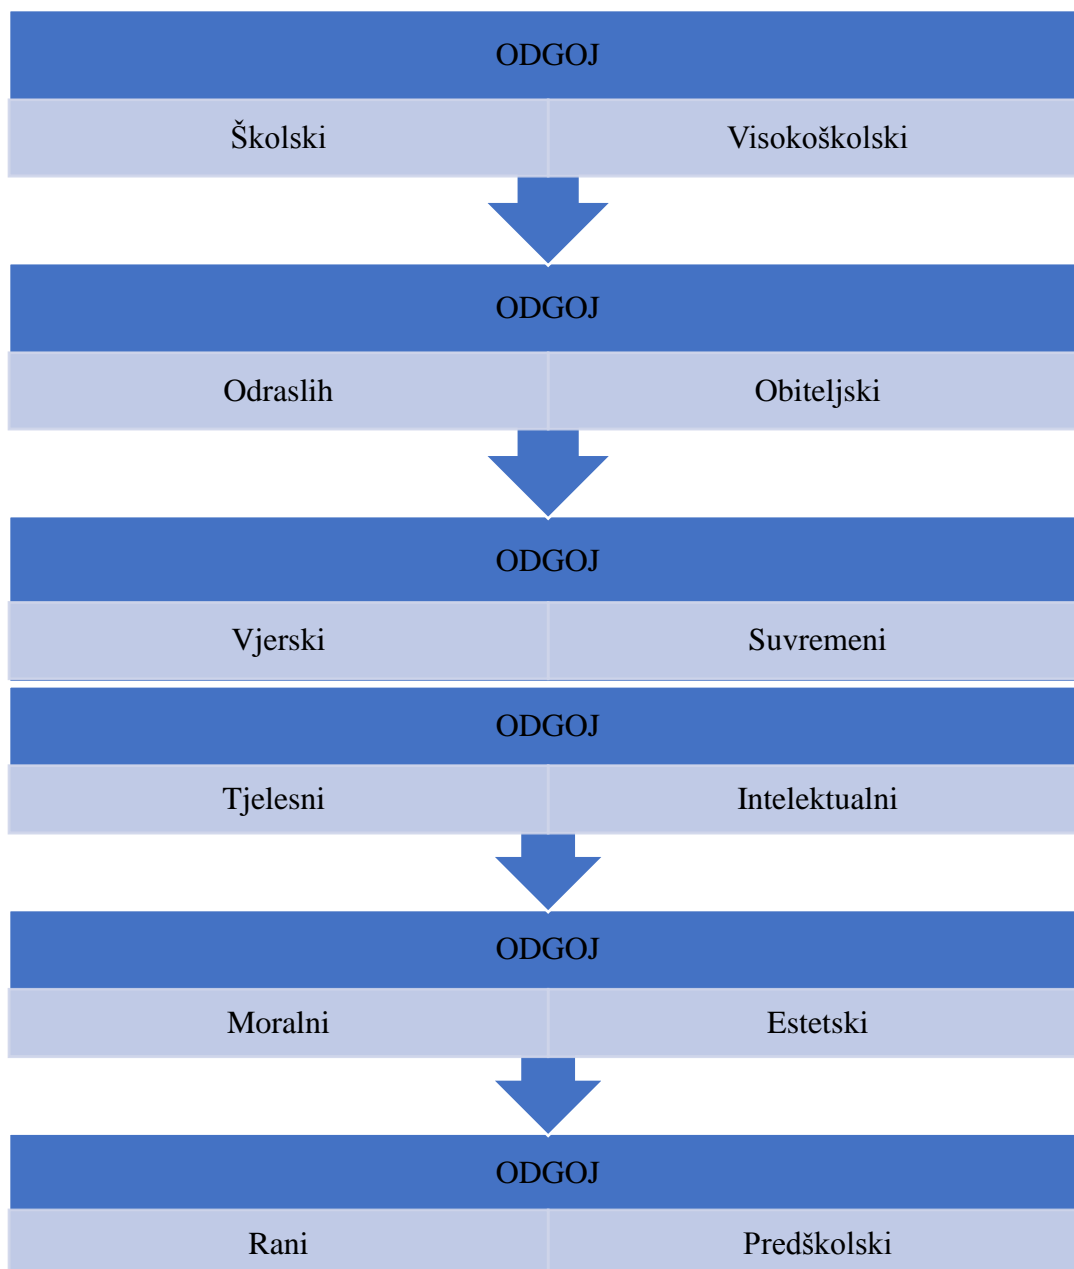 ODGOJ
Školski Visokoškolski
ODGOJ
Odraslih Obiteljski
ODGOJ
Vjerski Suvremeni
ODGOJ
Tjelesni Intelektualni
ODGOJ
Moralni Estetski
ODGOJ
Rani Predškolski